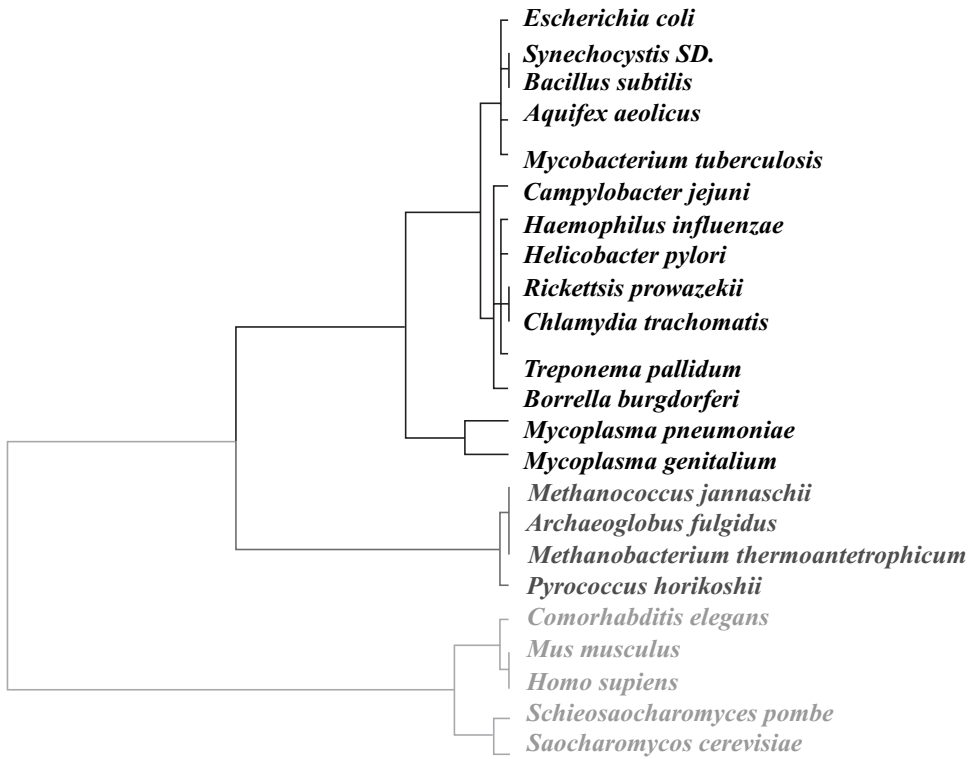 Escherichia coli
Synechocystis SD.
Bacillus subtilis
Aquifex aeolicus
Mycobacterium tuberculosis
Campylobacter jejuni
Haemophilus influenzae
Helicobacter pylori
Rickettsis prowazekii
Chlamydia trachomatis
Treponema pallidum
Borrella burgdorferi
Mycoplasma pneumoniae
Mycoplasma genitalium
Methanococcus jannaschii
Archaeoglobus fulgidus
Methanobacterium thermoantetrophicum
Pyrococcus horikoshii
Comorhabditis elegans
Mus musculus
Homo supiens
Schieosaocharomyces pombe
Saocharomycos cerevisiae